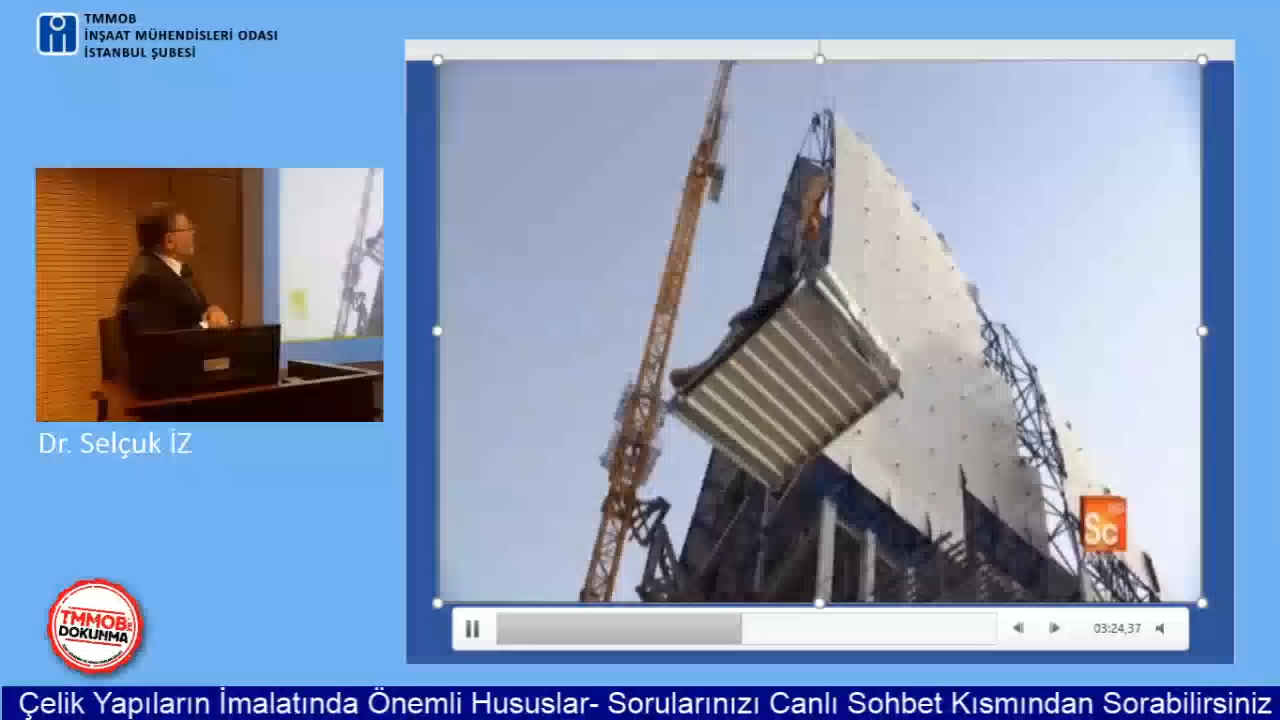 TMMOB
İNŞAAT MÜHENDİSLERİ ODASI
İSTANBUL ŞUBESİ
Dr. Selçuk İZ
Sc
TMMOB
DOKUNMA
03:24,37
Çelik Yapıların İmalatında Önemli Hususlar- Sorularınızı Canlı Sohbet Kısmından Sorabilirsiniz